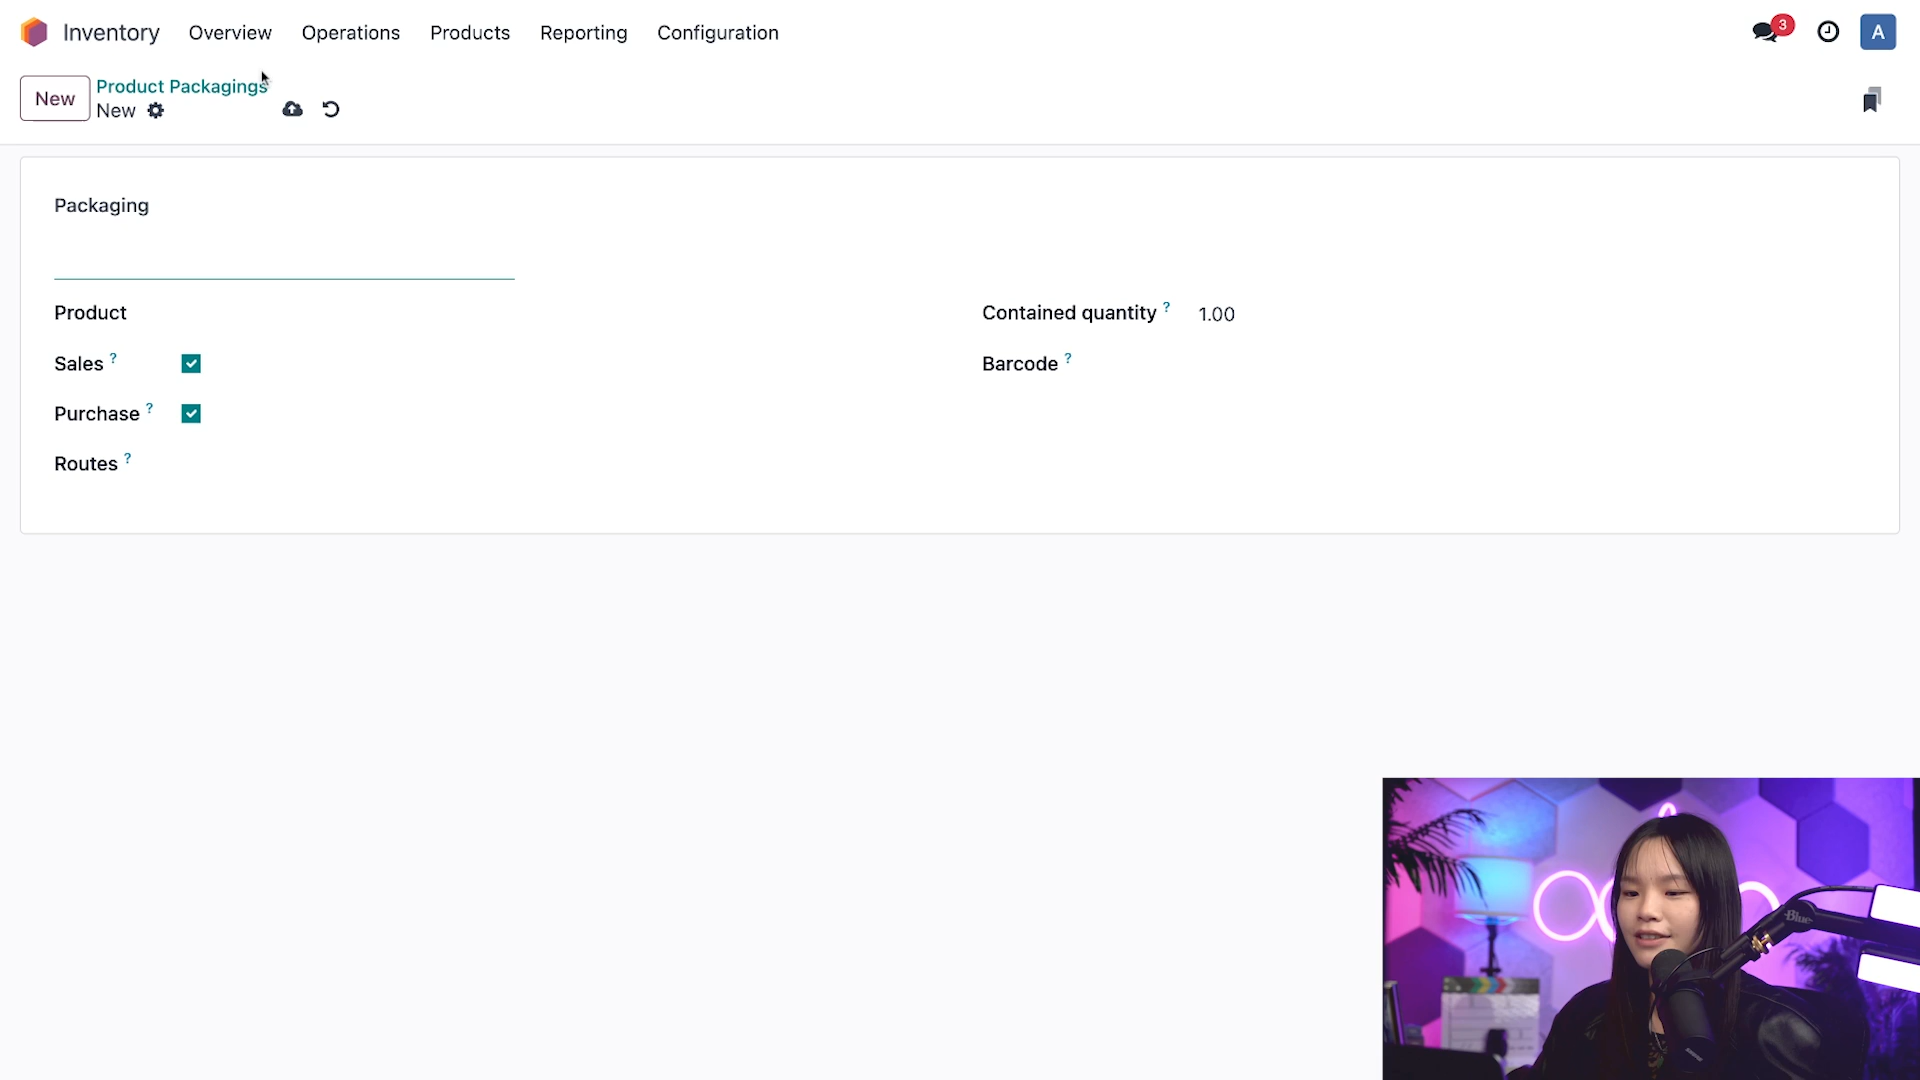 Inventory Overview Operations Products Reporting Configuration 3 A
New Product Packagings
New
Packaging
Product Contained quantity ? 1.00
Sales ? Barcode ?
Purchase ?
Routes ?
Blue